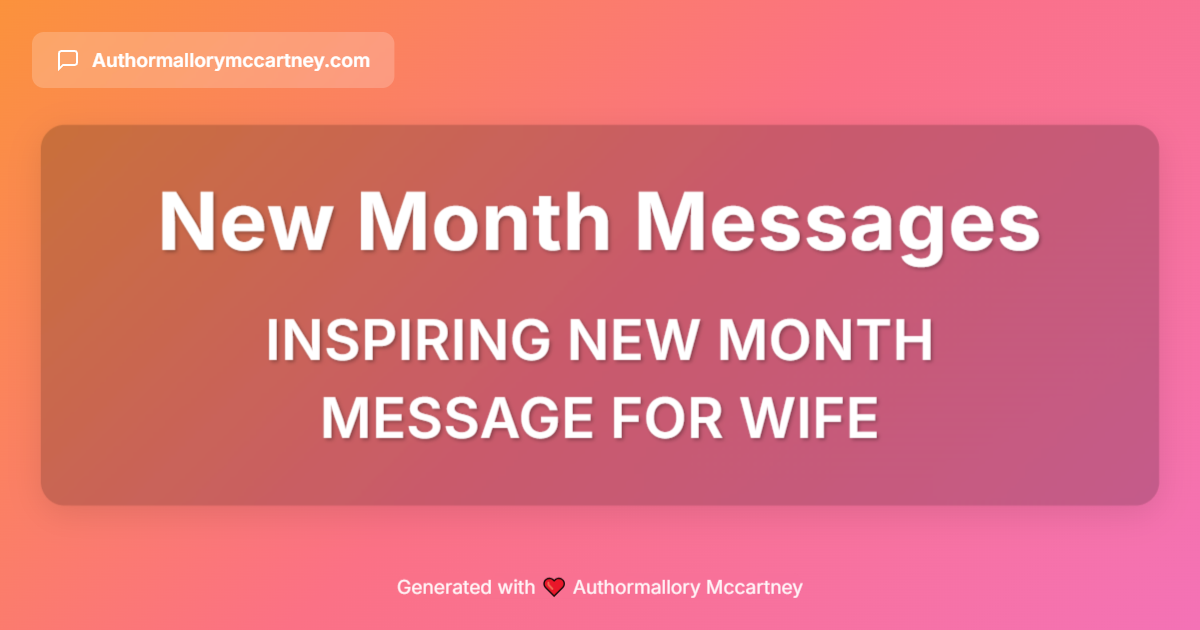 Authormallorymccartney.com
New Month Messages
INSPIRING NEW MONTH
MESSAGE FOR WIFE
Generated with ❤️ Authormallory Mccartney